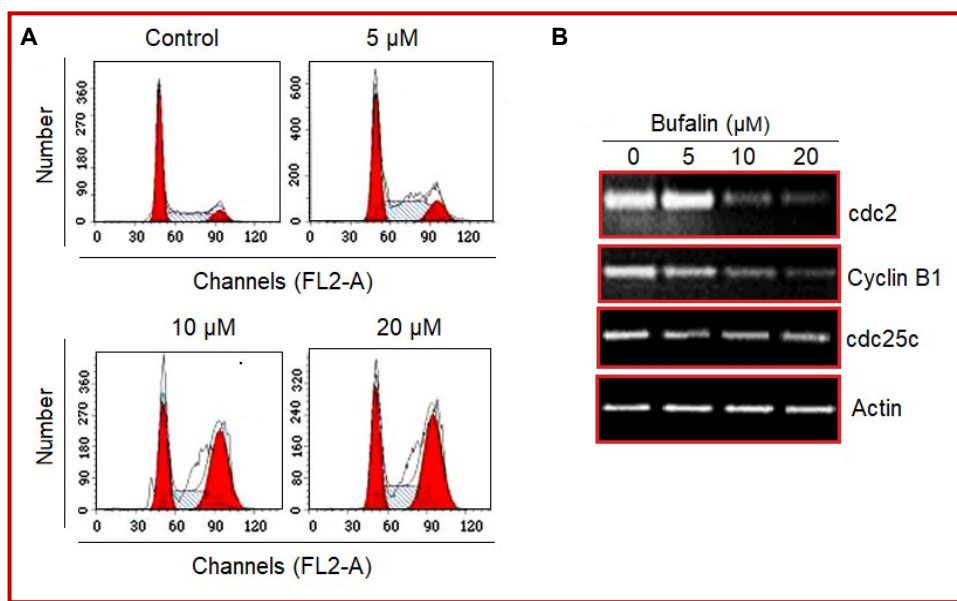 A
Control
5 µM
B
Number
360
270
180
90
0
0 30 60 90 120
600
400
200
0
0 30 60 90 120
Channels (FL2-A)
10 µM
20 µM
Number
360
270
180
90
0
0 30 60 90 120
320
240
160
80
0
0 30 60 90 120
Channels (FL2-A)
Bufalin (µM)
0 5 10 20
cdc2
Cyclin B1
cdc25c
Actin